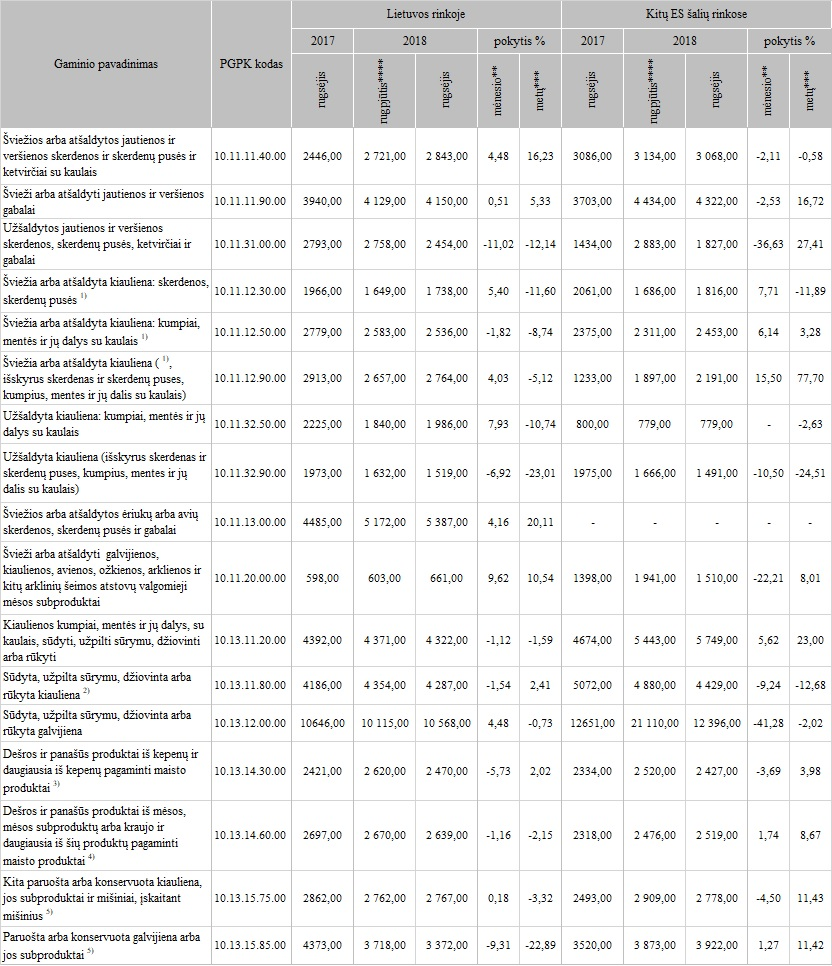 Gaminio pavadinimas PGPK kodas Lietuvos rinkoje Kitų ES šalių rinkose
2017 2018 pokytis % 2017 2018 pokytis %
rugsėjis rugpjūtis**** rugsėjis mėnesio** metų*** rugsėjis rugpjūtis**** rugsėjis mėnesio** metų***
Šviežios arba atšaldytos jautienos ir
veršienos skerdenos ir skerdenų pusės ir
ketvirčiai su kaulais
10.11.11.40.00 2446,00 2 721,00 2 843,00 4,48 16,23 3086,00 3 134,00 3 068,00 -2,11 -0,58
Švieži arba atšaldyti jautienos ir veršienos
gabalai
10.11.11.90.00 3940,00 4 129,00 4 150,00 0,51 5,33 3703,00 4 434,00 4 322,00 -2,53 16,72
Užšaldytos jautienos ir veršienos
skerdenos, skerdenų pusės, ketvirčiai ir
gabalai
10.11.31.00.00 2793,00 2 758,00 2 454,00 -11,02 -12,14 1434,00 2 883,00 1 827,00 -36,63 27,41
Šviežia arba atšaldyta kiauliena: skerdenos,
skerdenų pusės 1)
10.11.12.30.00 1966,00 1 649,00 1 738,00 5,40 -11,60 2061,00 1 686,00 1 816,00 7,71 -11,89
Šviežia arba atšaldyta kiauliena: kumpiai,
mentės ir jų dalys su kaulais 1)
10.11.12.50.00 2779,00 2 583,00 2 536,00 -1,82 -8,74 2375,00 2 311,00 2 453,00 6,14 3,28
Šviežia arba atšaldyta kiauliena ( 1),
išskyrus skerdenas ir skerdenų puses,
kumpius, mentes ir jų dalis su kaulais)
10.11.12.90.00 2913,00 2 657,00 2 764,00 4,03 -5,12 1233,00 1 897,00 2 191,00 15,50 77,70
Užšaldyta kiauliena: kumpiai, mentės ir jų
dalys su kaulais
10.11.32.50.00 2225,00 1 840,00 1 986,00 7,93 -10,74 800,00 779,00 779,00 - -2,63
Užšaldyta kiauliena (išskyrus skerdenas ir
skerdenų puses, kumpius, mentes ir jų
dalis su kaulais)
10.11.32.90.00 1973,00 1 632,00 1 519,00 -6,92 -23,01 1975,00 1 666,00 1 491,00 -10,50 -24,51
Šviežios arba atšaldytos ėriukų arba avių
skerdenos, skerdenų pusės ir gabalai
10.11.13.00.00 4485,00 5 172,00 5 387,00 4,16 20,11 - - - - -
Švieži arba atšaldyti galvijienos,
kiaulienos, avienos, ožkienos, arklienos ir
kitų arklinių šeimos atstovų valgomieji
mėsos subproduktai
10.11.20.00.00 598,00 603,00 661,00 9,62 10,54 1398,00 1 941,00 1 510,00 -22,21 8,01
Kiaulienos kumpiai, mentės ir jų dalys, su
kaulais, sūdyti, užpilti sūrymu, džiovinti
arba rūkyti
10.13.11.20.00 4392,00 4 371,00 4 322,00 -1,12 -1,59 4674,00 5 443,00 5 749,00 5,62 23,00
Sūdyta, užpilta sūrymu, džiovinta arba
rūkyta kiauliena 2)
10.13.11.80.00 4186,00 4 354,00 4 287,00 -1,54 2,41 5072,00 4 880,00 4 429,00 -9,24 -12,68
Sūdyta, užpilta sūrymu, džiovinta arba
rūkyta galvijiena
10.13.12.00.00 10646,00 10 115,00 10 568,00 4,48 -0,73 12651,00 21 110,00 12 396,00 -41,28 -2,02
Dešros ir panašūs produktai iš kepenų ir
daugiausia iš kepenų pagaminti maisto
produktai 3)
10.13.14.30.00 2421,00 2 620,00 2 470,00 -5,73 2,02 2334,00 2 520,00 2 427,00 -3,69 3,98
Dešros ir panašūs produktai iš mėsos,
mėsos subproduktų arba kraujo ir
daugiausia iš šių produktų pagaminti
maisto produktai 4)
10.13.14.60.00 2697,00 2 670,00 2 639,00 -1,16 -2,15 2318,00 2 476,00 2 519,00 1,74 8,67
Kita paruošta arba konservuota kiauliena,
jos subproduktai ir mišiniai, įskaitant
mišinius 5)
10.13.15.75.00 2862,00 2 762,00 2 767,00 0,18 -3,32 2493,00 2 909,00 2 778,00 -4,50 11,43
Paruošta arba konservuota galvijiena arba
jos subproduktai 5)
10.13.15.85.00 4373,00 3 718,00 3 372,00 -9,31 -22,89 3520,00 3 873,00 3 922,00 1,27 11,42